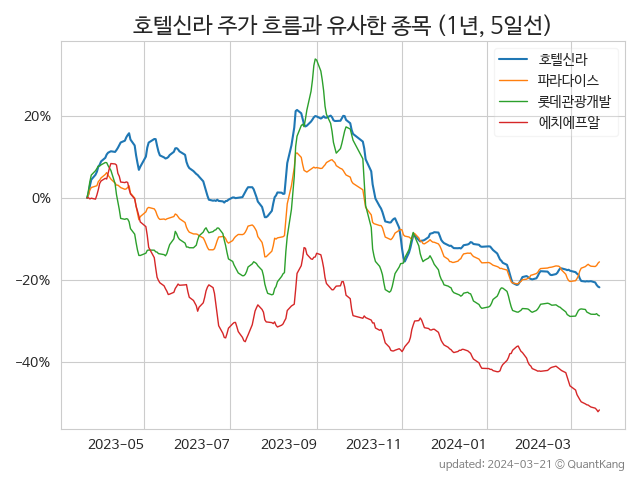 호텔신라 주가 흐름과 유사한 종목 (1년, 5일선)
호텔신라
파라다이스
롯데관광개발
에치에프알
20%
0%
−20%
−40%
2023-05 2023-07 2023-09 2023-11 2024-01 2024-03
updated: 2024-03-21 © QuantKang